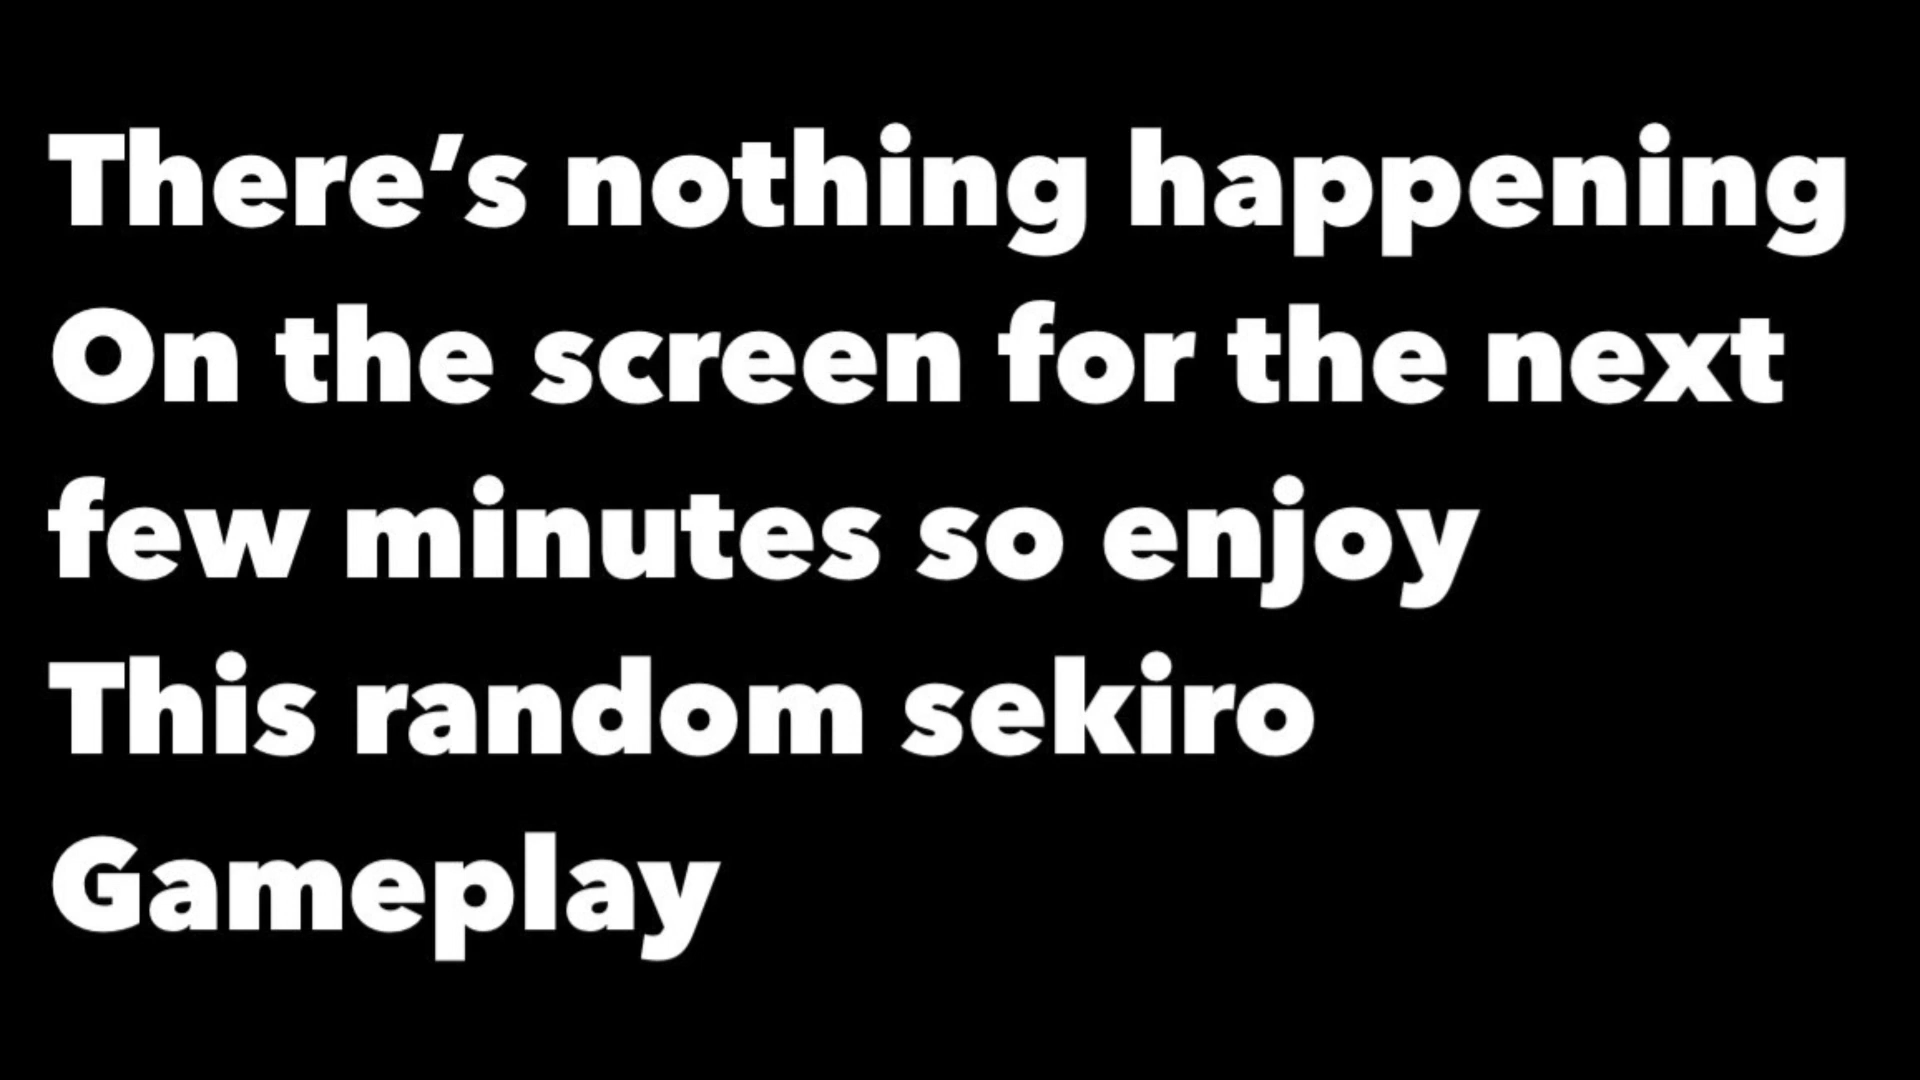 There’s nothing happening
On the screen for the next
few minutes so enjoy
This random sekiro
Gameplay